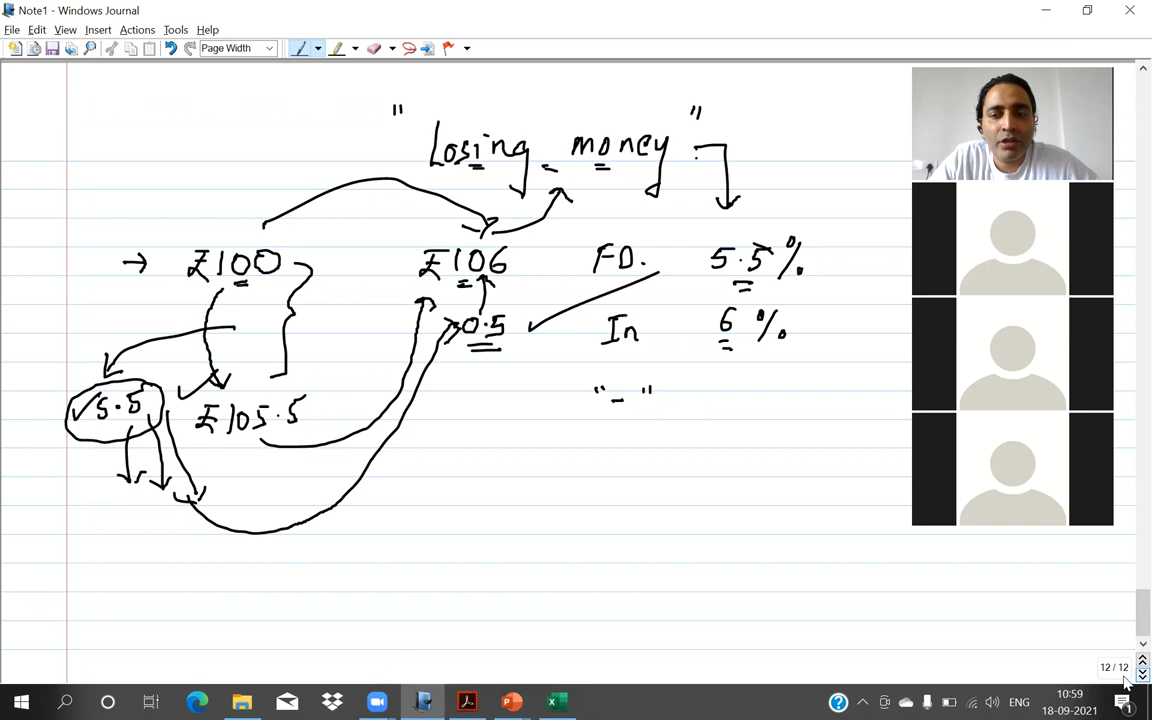 Note1 - Windows Journal
File Edit View Insert Actions Tools Help
Page Width
" Losing - money "
→ £100 £106 FD. 5.5%
0.5 In 6%
5.5 £105.5 "-"
12 / 12
ENG
10:59
18-09-2021
1